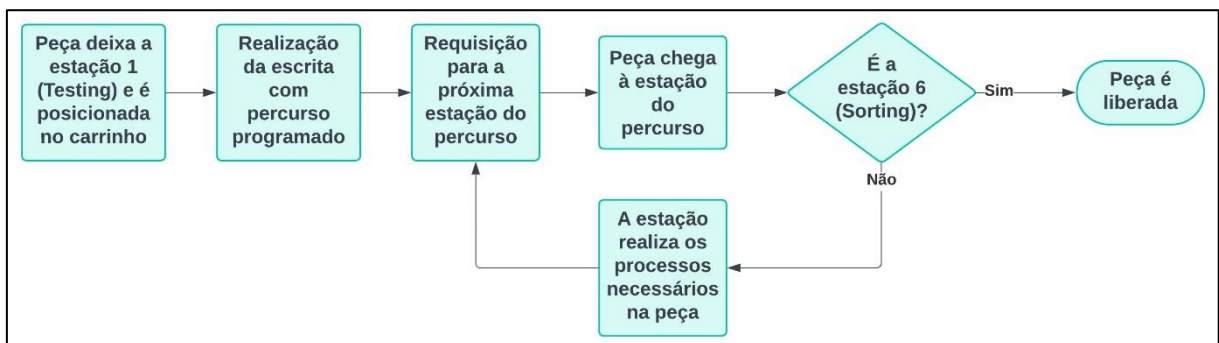 Peça deixa a
estação 1
(Testing) e é
posicionada
no carrinho
Realização
da escrita
com
percurso
programado
Requisição
para a
próxima
estação do
percurso
Peça chega
à estação
do
percurso
É a
estação 6
(Sorting)?
Sim
Peça é
liberada
Não
A estação
realiza os
processos
necessários
na peça